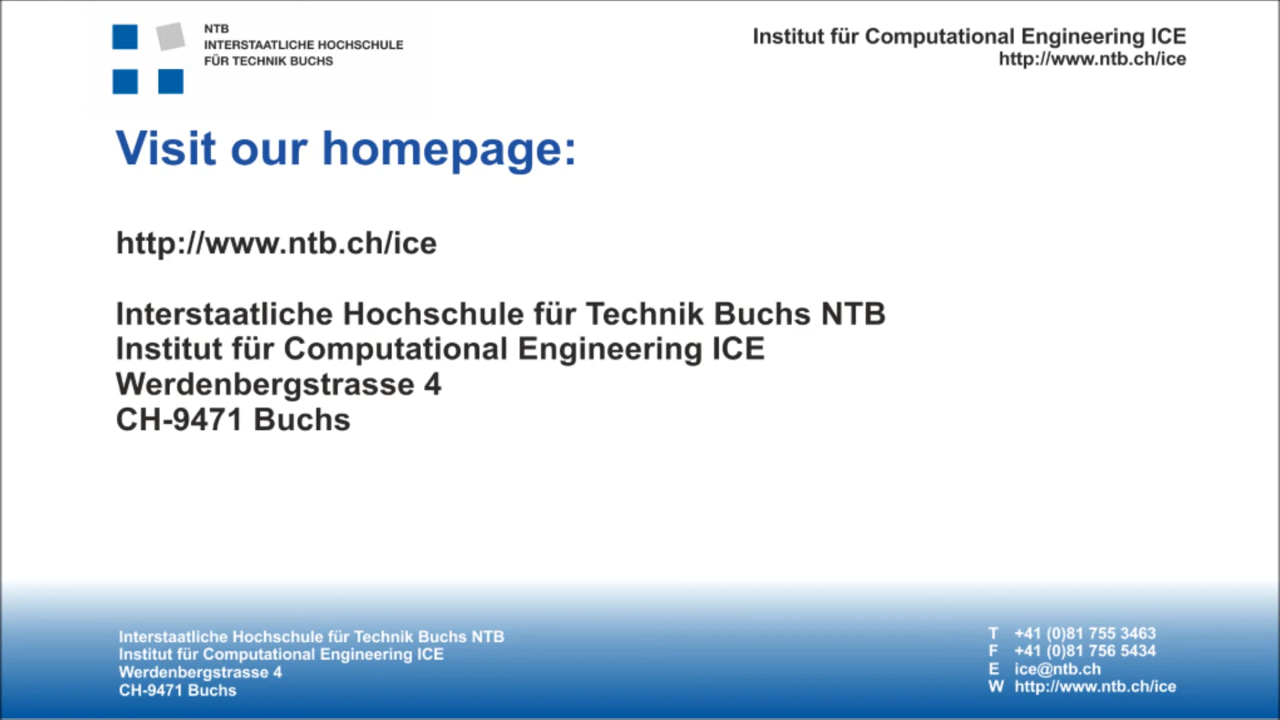 NTB
INTERSTAATLICHE HOCHSCHULE
FÜR TECHNIK BUCHS
Institut für Computational Engineering ICE
http://www.ntb.ch/ice
Visit our homepage:
http://www.ntb.ch/ice
Interstaatliche Hochschule für Technik Buchs NTB
Institut für Computational Engineering ICE
Werdenbergstrasse 4
CH-9471 Buchs
Interstaatliche Hochschule für Technik Buchs NTB
Institut für Computational Engineering ICE
Werdenbergstrasse 4
CH-9471 Buchs
T +41 (0)81 755 3463
F +41 (0)81 756 5434
E ice@ntb.ch
W http://www.ntb.ch/ice